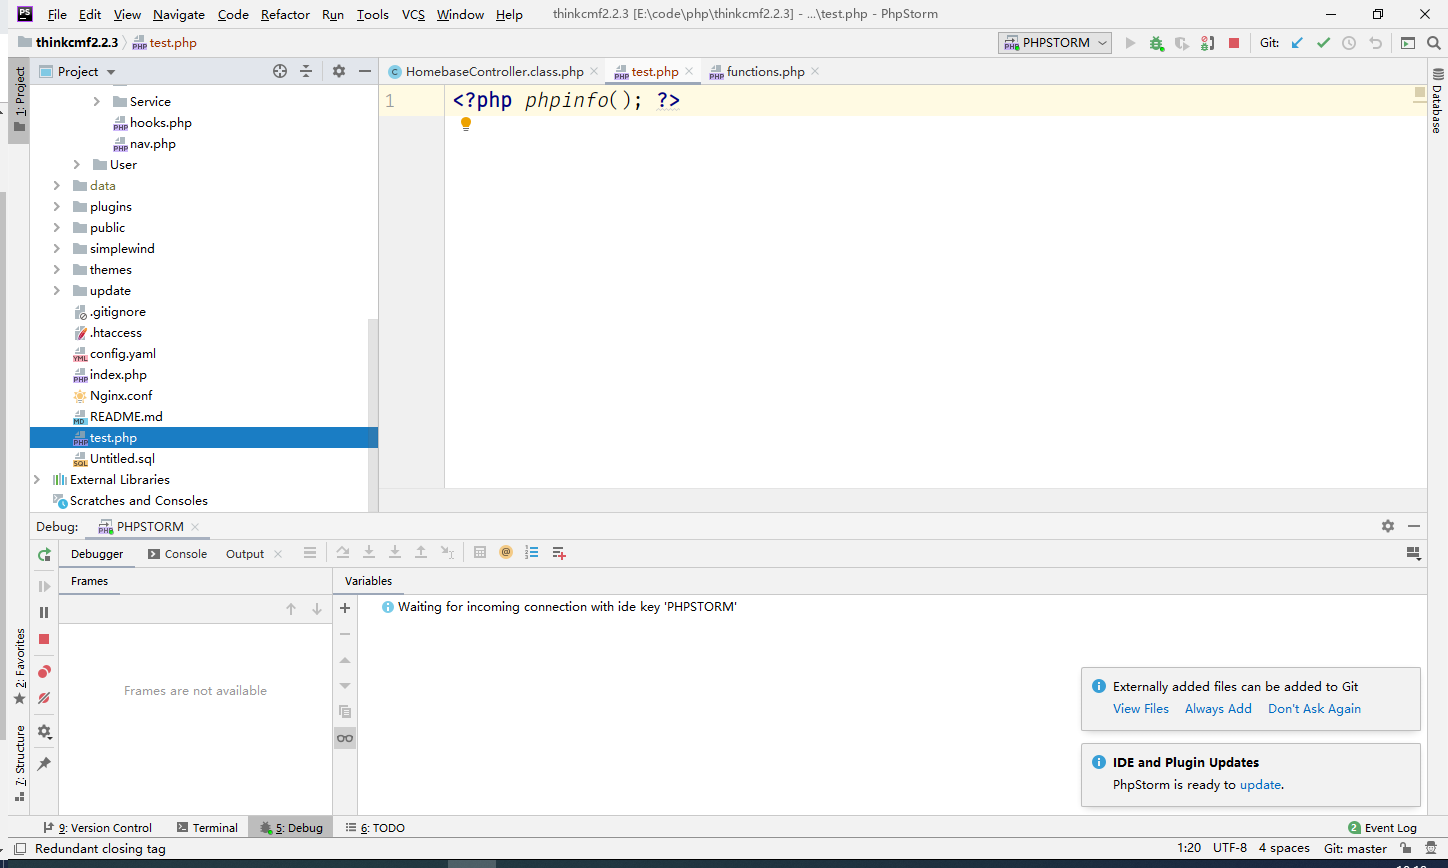 PS File Edit View Navigate Code Refactor Run Tools VCS Window Help thinkcmf2.2.3 [E:\code\php\thinkcmf2.2.3] - ...\test.php - PhpStorm
thinkcmf2.2.3 test.php PHPSTORM Git:
1: Project
Project
HomebaseController.class.php test.php functions.php
Database
Service
hooks.php
nav.php
User
data
plugins
public
simplewind
themes
update
.gitignore
.htaccess
config.yaml
index.php
Nginx.conf
README.md
test.php
Untitled.sql
External Libraries
Scratches and Consoles
1 <?php phpinfo(); ?>
Debug: PHPSTORM
Debugger Console Output
Frames Variables
Waiting for incoming connection with ide key 'PHPSTORM'
Frames are not available
2: Favorites
7: Structure
Externally added files can be added to Git
View Files Always Add Don't Ask Again
IDE and Plugin Updates
PhpStorm is ready to update.
9: Version Control Terminal 5: Debug 6: TODO 2 Event Log
Redundant closing tag 1:20 UTF-8 4 spaces Git: master